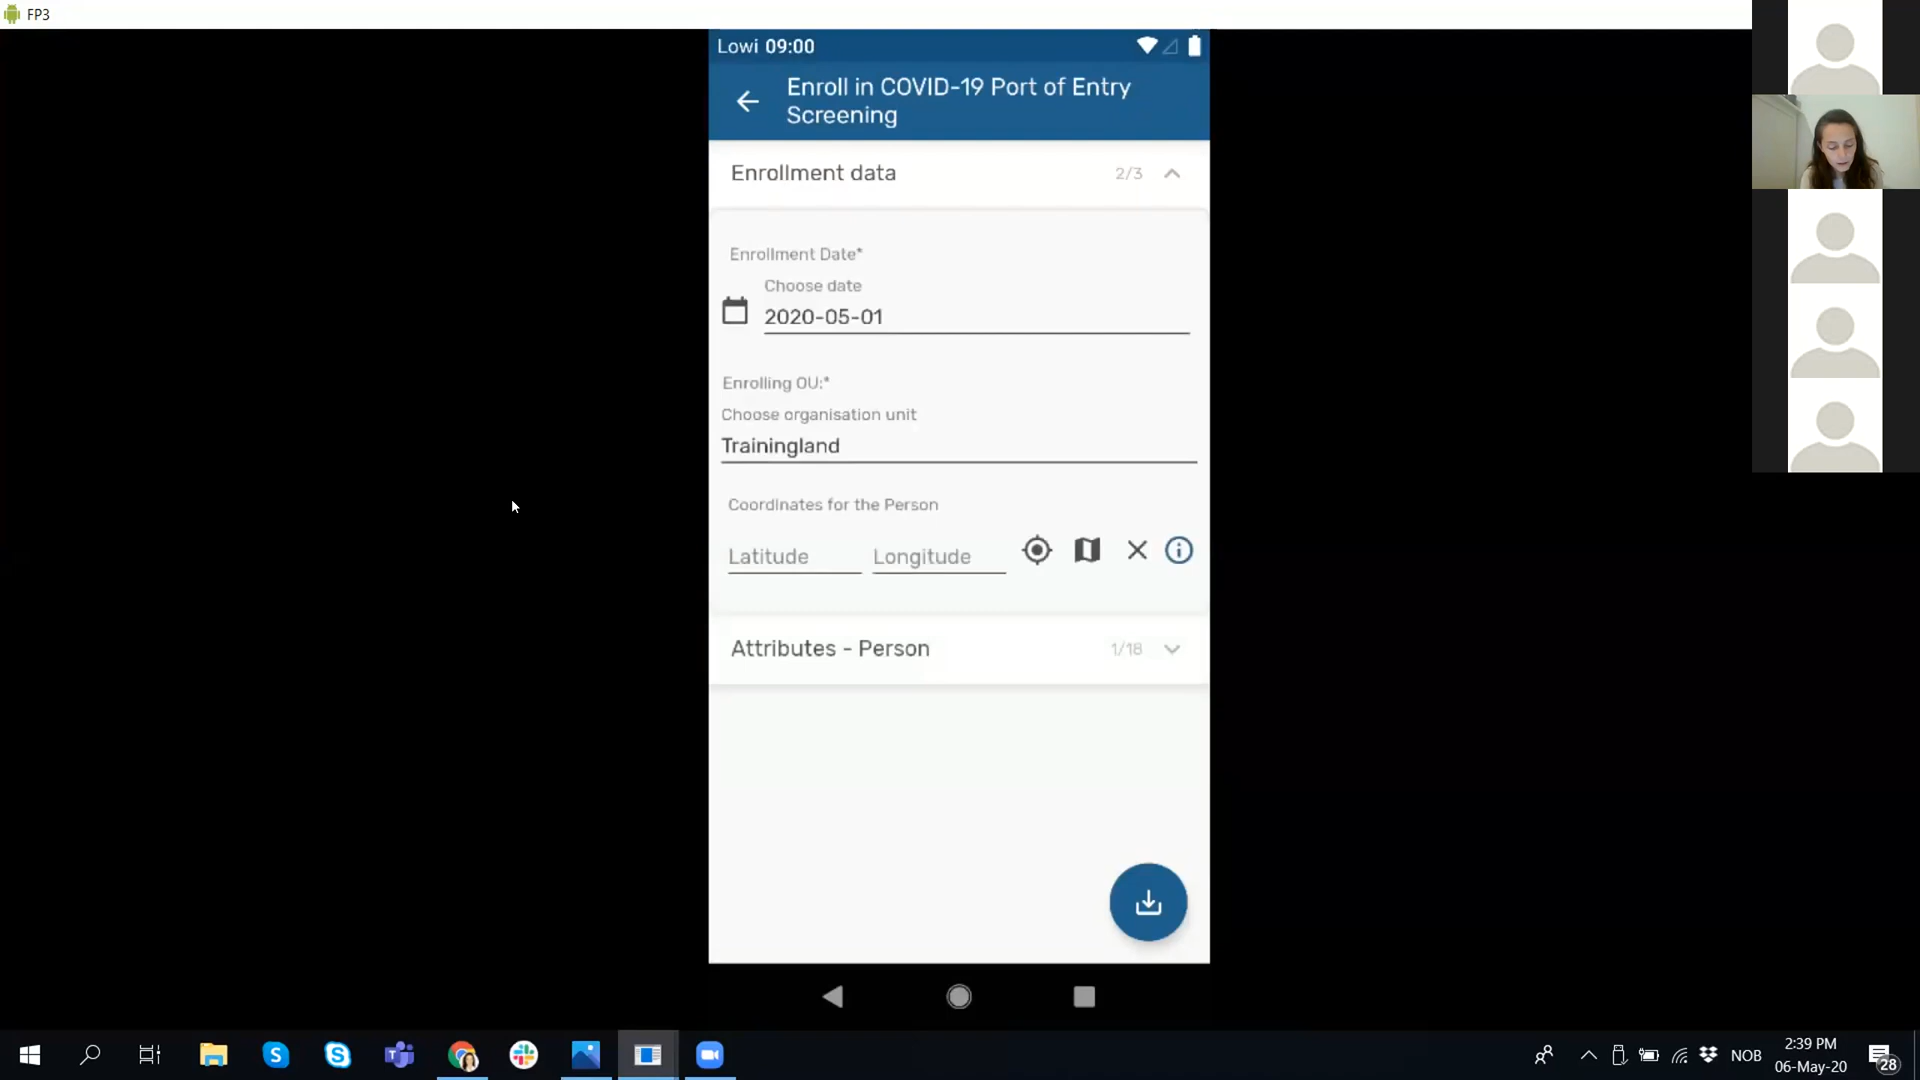 FP3
Lowi 09:00
Enroll in COVID-19 Port of Entry
Screening
Enrollment data 2/3
Enrollment Date*
Choose date
2020-05-01
Enrolling OU:*
Choose organisation unit
Trainingland
Coordinates for the Person
Latitude Longitude
Attributes - Person 1/18
NOB
2:39 PM
06-May-20
28